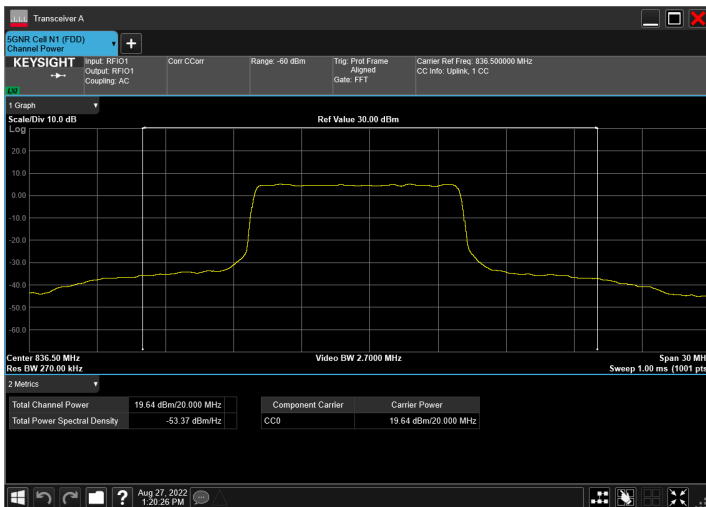 Transceiver A
5GNR Cell N1 (FDD)
Channel Power
KEYSIGHT
Input: RFIO1
Output: RFIO1
Coupling: AC
Corr CCorr
Range: -60 dBm
Trig: Prot Frame
Aligned
Gate: FFT
Carrier Ref Freq: 836.500000 MHz
CC Info: Uplink, 1 CC
LXI
1 Graph
Scale/Div 10.0 dB
Ref Value 30.00 dBm
Log
20.0
10.0
0.00
-10.0
-20.0
-30.0
-40.0
-50.0
-60.0
Center 836.50 MHz
Video BW 2.7000 MHz
Span 30 MH
Res BW 270.00 kHz
Sweep 1.00 ms (1001 pts
2 Metrics
Total Channel Power 19.64 dBm/20.000 MHz
Total Power Spectral Density -53.37 dBm/Hz
Component Carrier Carrier Power
CC0 19.64 dBm/20.000 MHz
?
Aug 27, 2022
1:20:26 PM